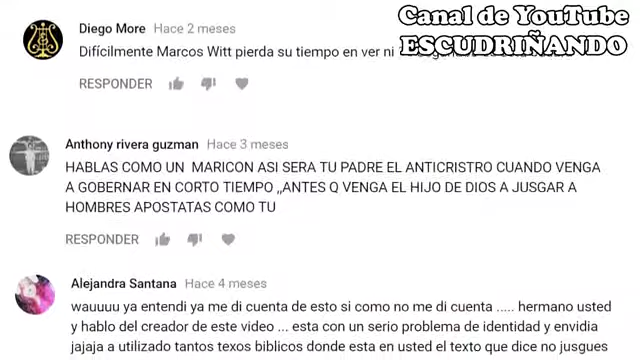 Canal de YouTube
ESCUDRIÑANDO
Diego More Hace 2 meses
Difícilmente Marcos Witt pierda su tiempo en ver ni
RESPONDER
Anthony rivera guzman Hace 3 meses
HABLAS COMO UN MARICON ASI SERA TU PADRE EL ANTICRISTRO CUANDO VENGA
A GOBERNAR EN CORTO TIEMPO ,,ANTES Q VENGA EL HIJO DE DIOS A JUSGAR A
HOMBRES APOSTATAS COMO TU
RESPONDER
Alejandra Santana Hace 4 meses
wauuuu ya entendi ya me di cuenta de esto si como no me di cuenta ..... hermano usted
y hablo del creador de este video ... esta con un serio problema de identidad y envidia
jajaja a utilizado tantos texos biblicos donde esta en usted el texto que dice no jusgues